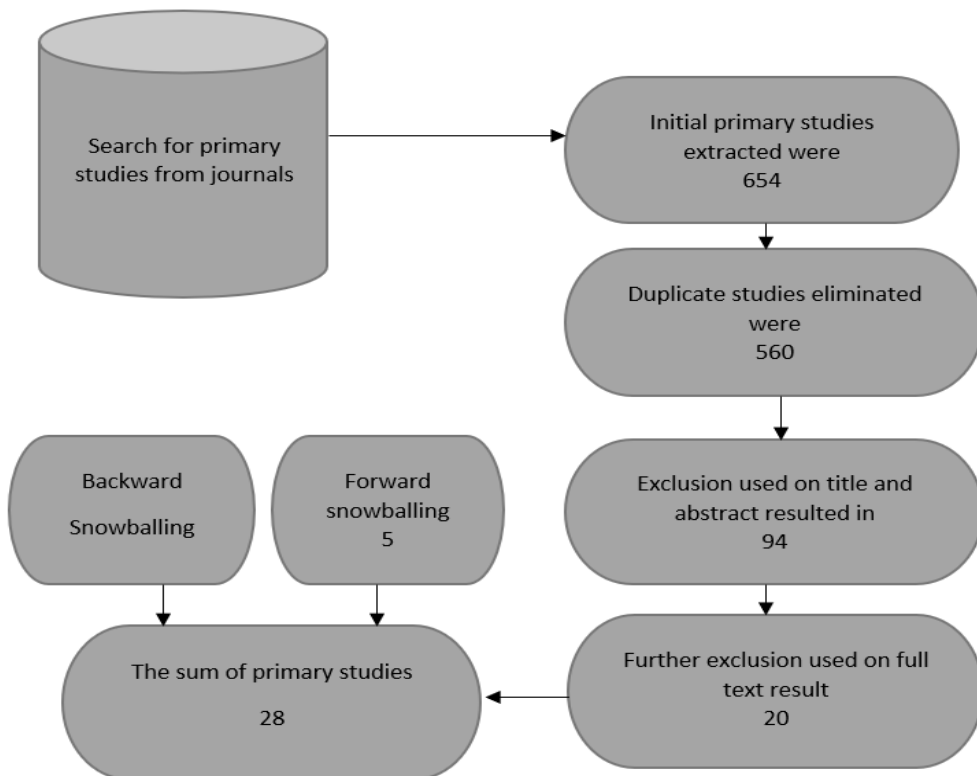 Search for primary
studies from journals
Initial primary studies
extracted were
654
Duplicate studies eliminated
were
560
Exclusion used on title and
abstract resulted in
94
Further exclusion used on full
text result
20
Backward
Snowballing
Forward
snowballing
5
The sum of primary studies
28